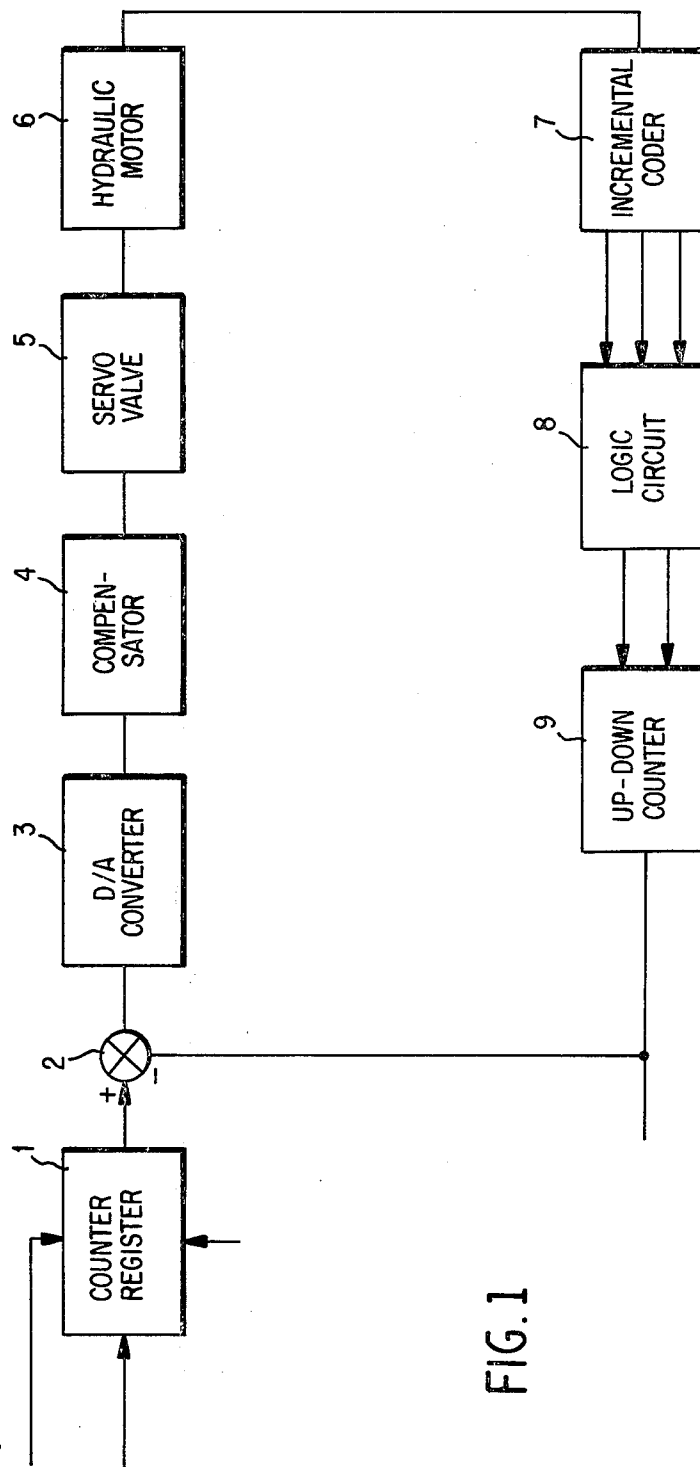 1
COUNTER
REGISTER
2
+
-
3
D/A
CONVERTER
4
COMPEN-
SATOR
5
SERVO
VALVE
6
HYDRAULIC
MOTOR
7
INCREMENTAL
CODER
8
LOGIC
CIRCUIT
9
UP-DOWN
COUNTER
FIG.1